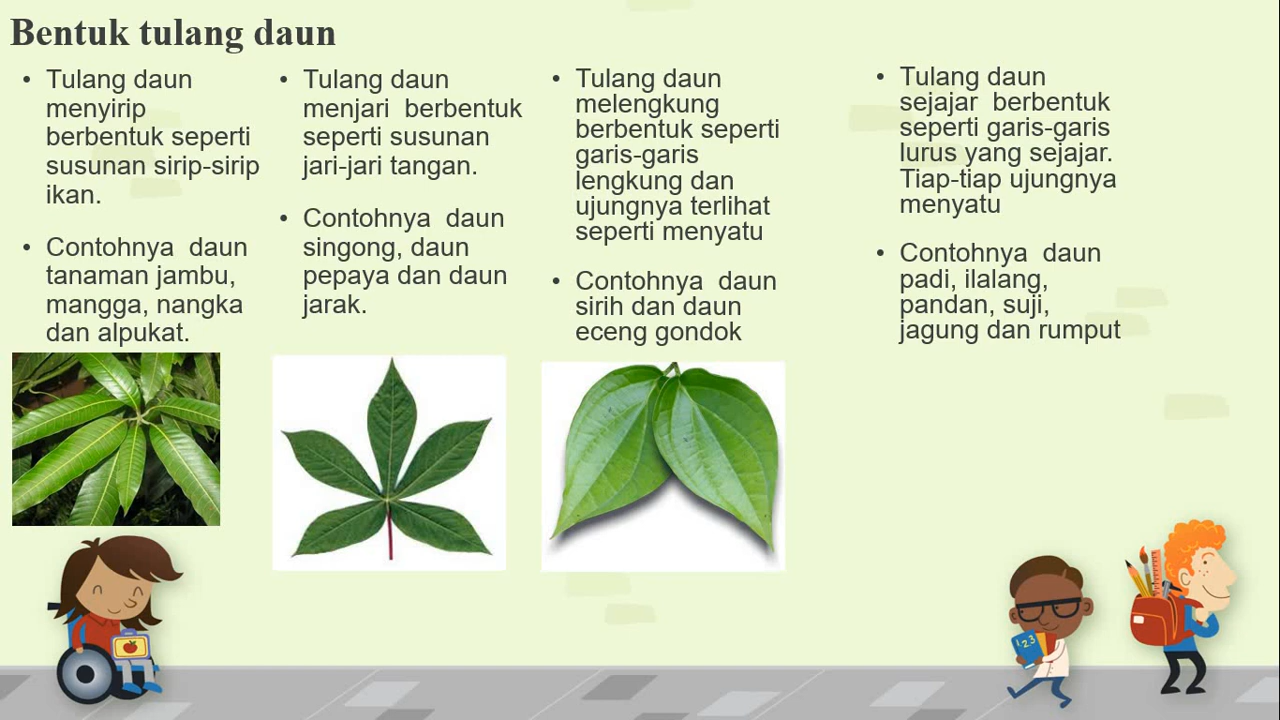 Bentuk tulang daun
• Tulang daun
menyirip
berbentuk seperti
susunan sirip-sirip
ikan.
• Contohnya daun
tanaman jambu,
mangga, nangka
dan alpukat.
• Tulang daun
menjari berbentuk
seperti susunan
jari-jari tangan.
• Contohnya daun
singong, daun
pepaya dan daun
jarak.
• Tulang daun
melengkung
berbentuk seperti
garis-garis
lengkung dan
ujungnya terlihat
seperti menyatu
• Contohnya daun
sirih dan daun
eceng gondok
• Tulang daun
sejajar berbentuk
seperti garis-garis
lurus yang sejajar.
Tiap-tiap ujungnya
menyatu
• Contohnya daun
padi, ilalang,
pandan, suji,
jagung dan rumput
123